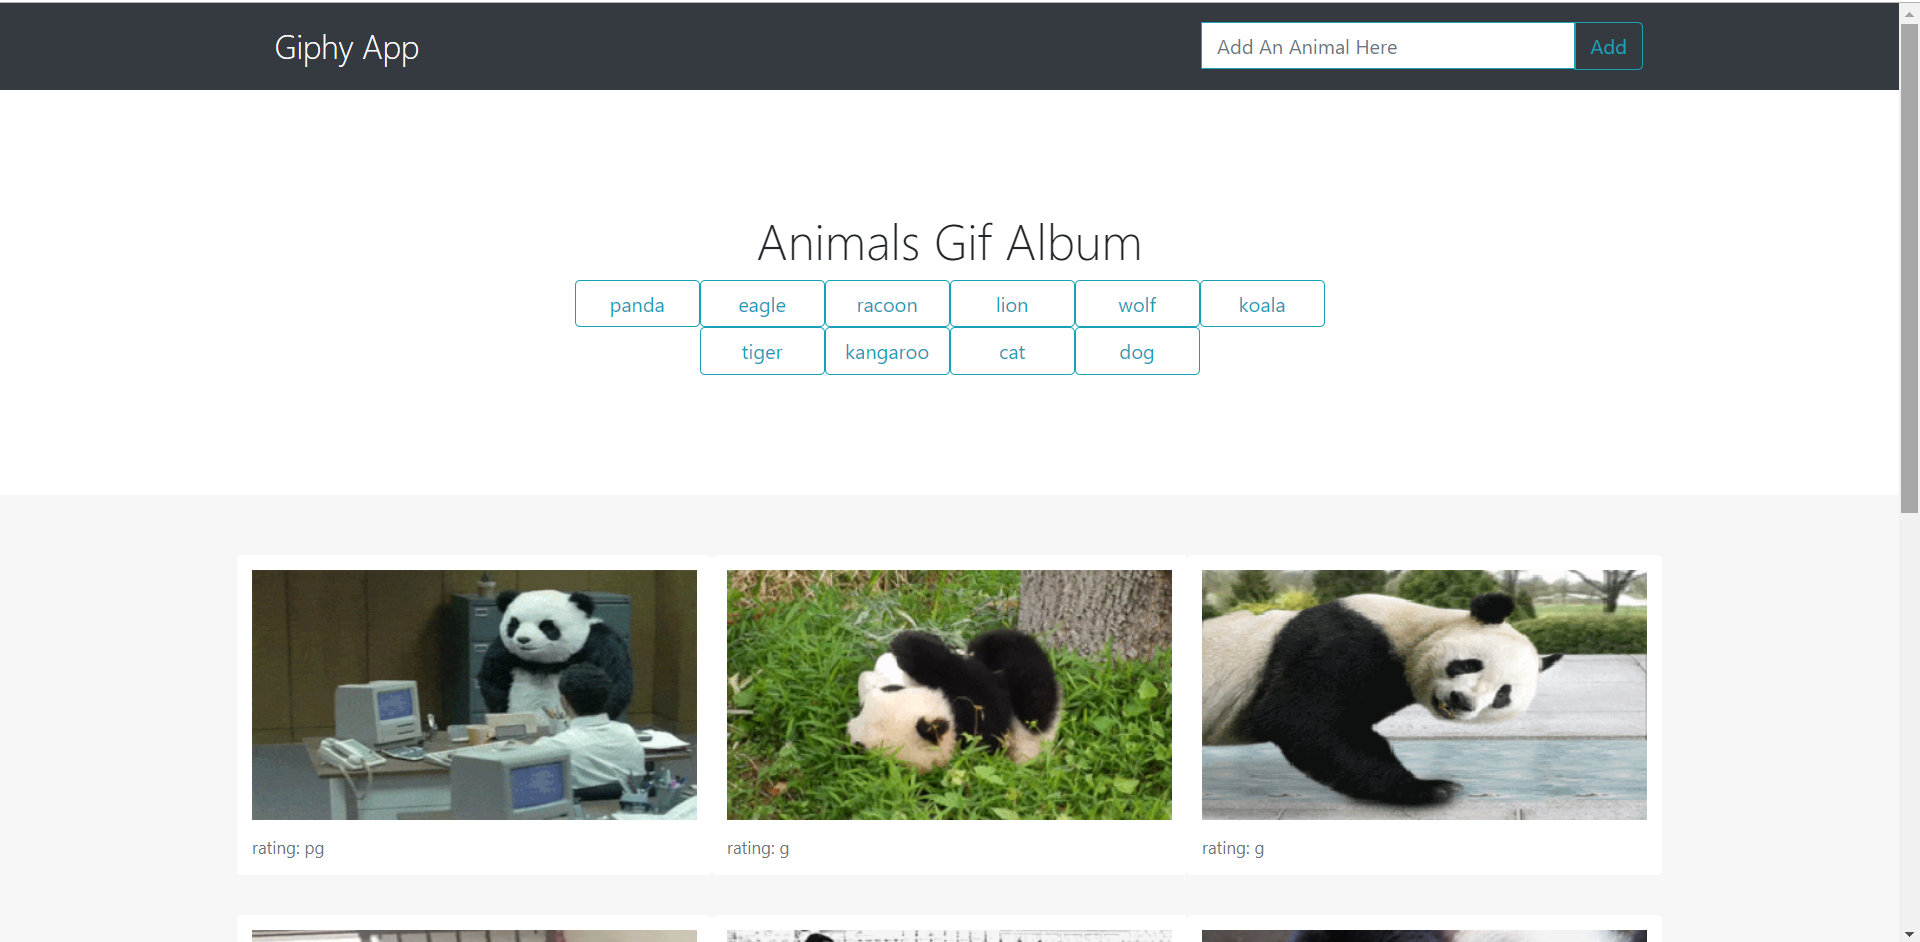 Giphy App
Add An Animal Here Add
Animals Gif Album
panda eagle racoon lion wolf koala
tiger kangaroo cat dog
rating: pg rating: g rating: g